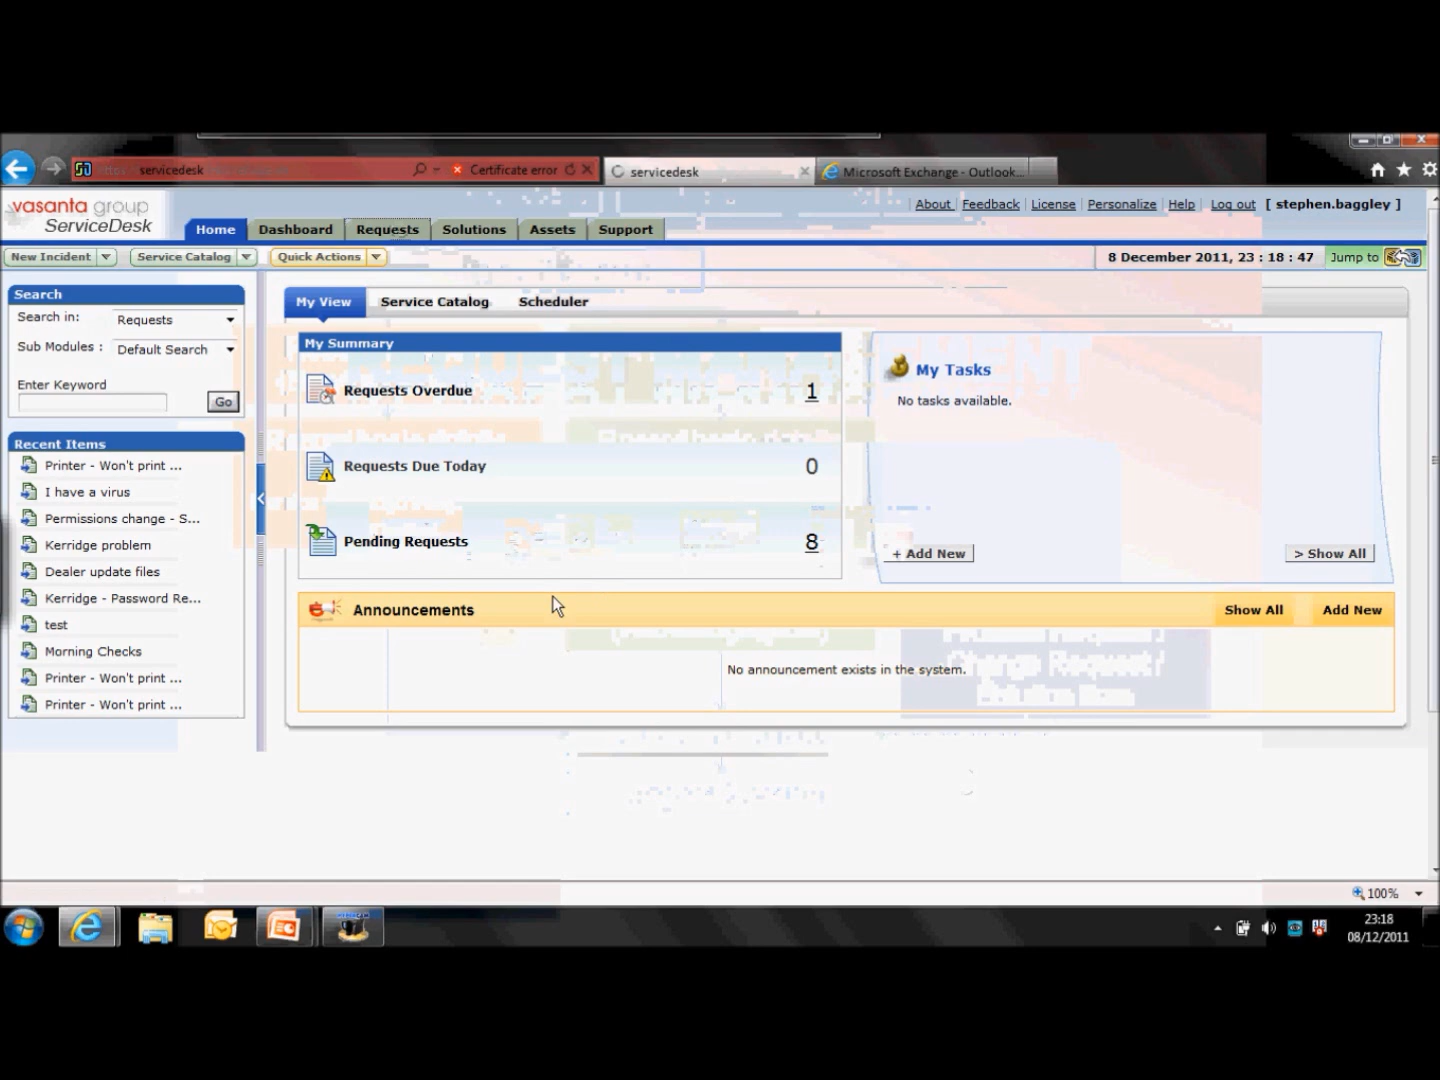 servicedesk
Certificate error
servicedesk
Microsoft Exchange - Outlook...
vasanta group
ServiceDesk
About
Feedback
License
Personalize
Help
Log out
[ stephen.baggley ]
Home
Dashboard
Requests
Solutions
Assets
Support
New Incident
Service Catalog
Quick Actions
8 December 2011, 23 : 18 : 47
Jump to
Search
Search in:
Requests
Sub Modules :
Default Search
Enter Keyword
Go
Recent Items
Printer - Won't print ...
I have a virus
Permissions change - S...
Kerridge problem
Dealer update files
Kerridge - Password Re...
test
Morning Checks
Printer - Won't print ...
Printer - Won't print ...
My View
Service Catalog
Scheduler
My Summary
Requests Overdue 1
Requests Due Today 0
Pending Requests 8
My Tasks
No tasks available.
+ Add New
> Show All
Announcements
Show All
Add New
No announcement exists in the system.
Change Request /
100%
23:18
08/12/2011